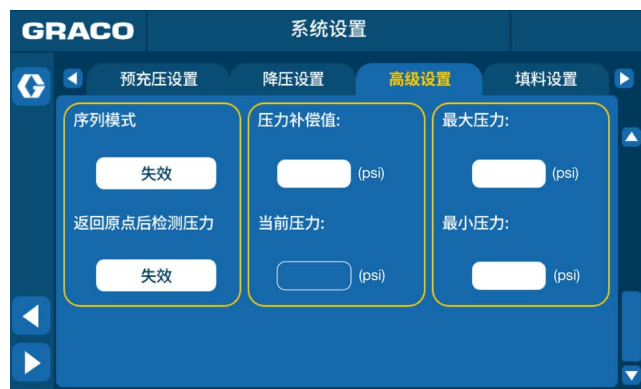 GRACO
系统设置
预充压设置
降压设置
高级设置
填料设置
序列模式
失效
返回原点后检测压力
失效
压力补偿值:
(psi)
当前压力:
(psi)
最大压力:
(psi)
最小压力:
(psi)